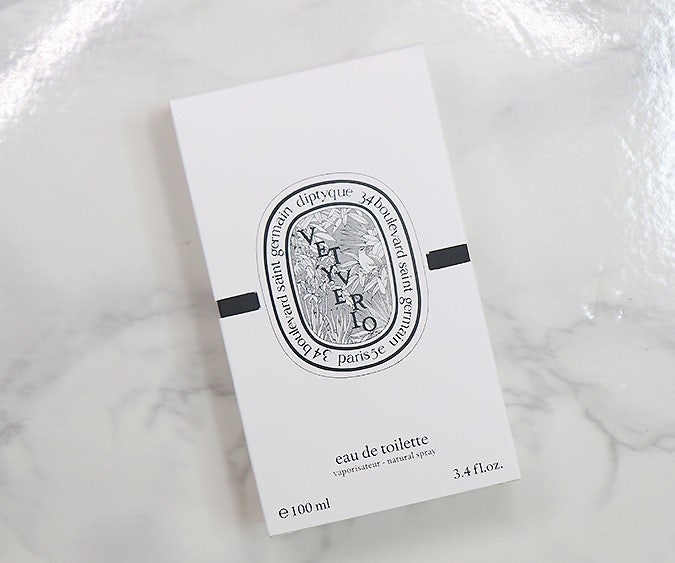 34 boulevard saint germain diptyque 34 boulevard saint germain
paris 5e
VETYVERIO
eau de toilette
vaporisateur - natural spray
3.4 fl.oz.
℮ 100 ml